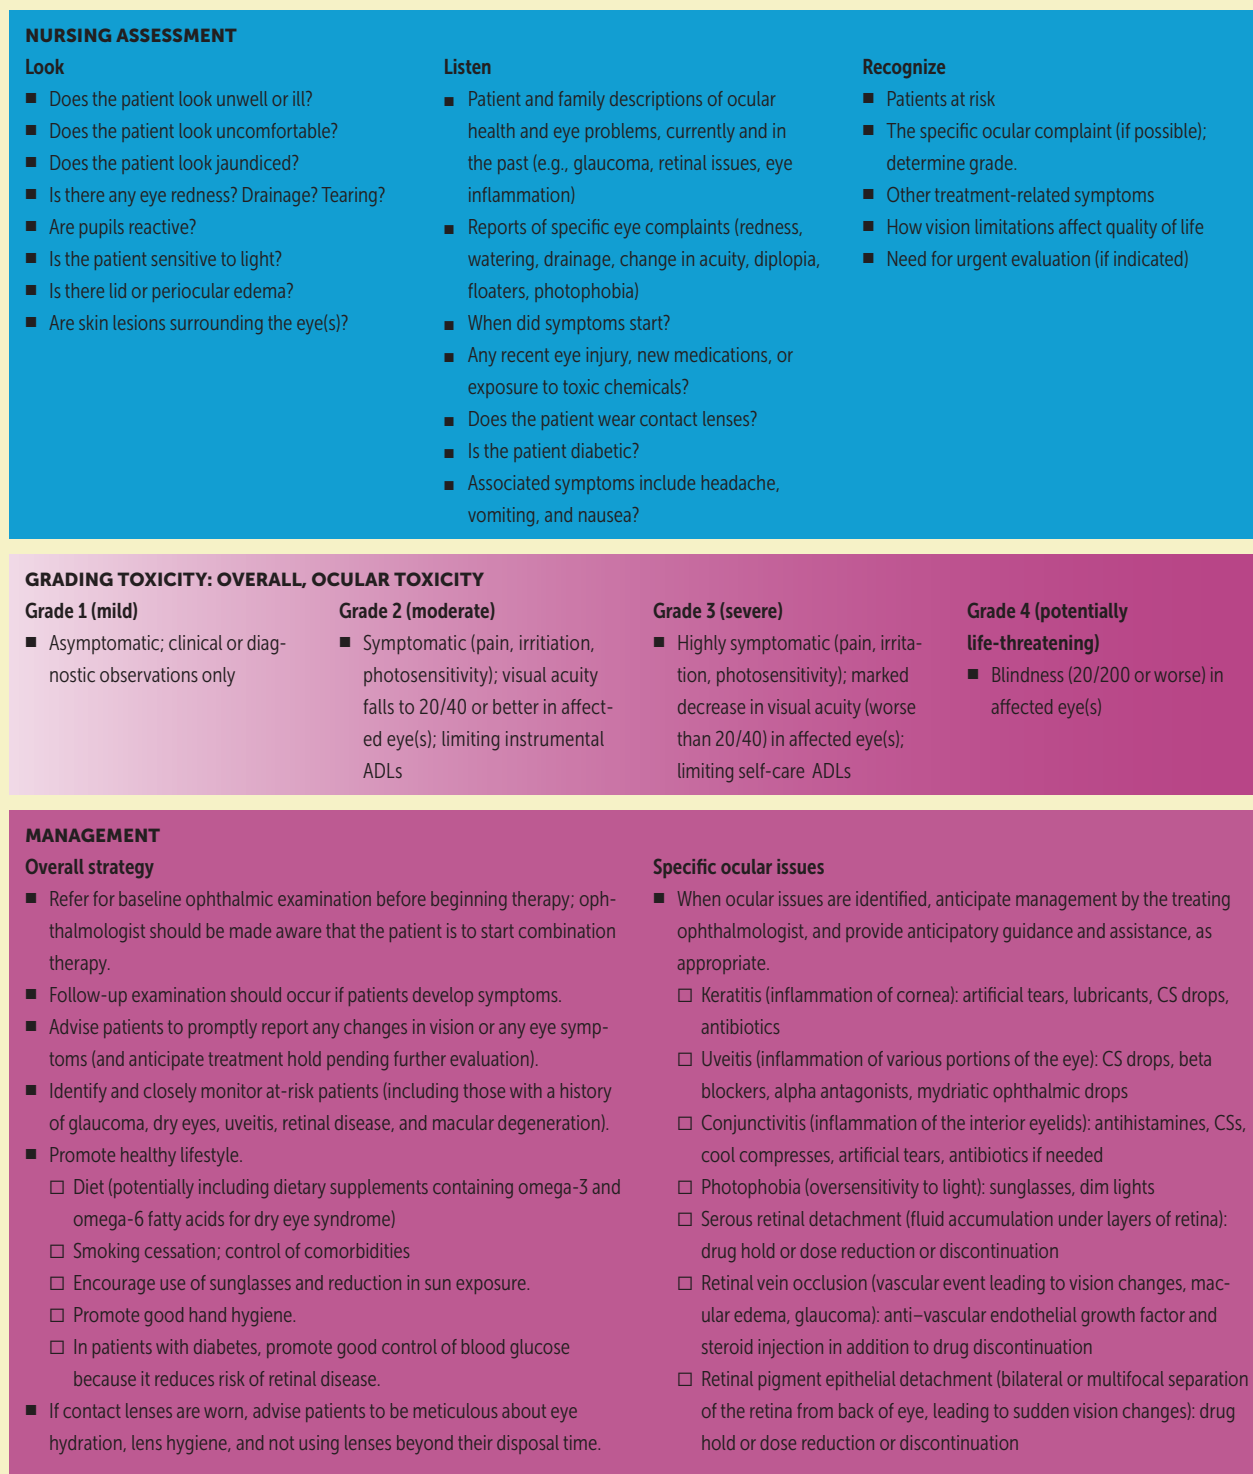 NURSING ASSESSMENT
Look
■ Does the patient look unwell or ill?
■ Does the patient look uncomfortable?
■ Does the patient look jaundiced?
■ Is there any eye redness? Drainage? Tearing?
■ Are pupils reactive?
■ Is the patient sensitive to light?
■ Is there lid or periocular edema?
■ Are skin lesions surrounding the eye(s)?
Listen
■ Patient and family descriptions of ocular
health and eye problems, currently and in
the past (e.g., glaucoma, retinal issues, eye
inflammation)
■ Reports of specific eye complaints (redness,
watering, drainage, change in acuity, diplopia,
floaters, photophobia)
■ When did symptoms start?
■ Any recent eye injury, new medications, or
exposure to toxic chemicals?
■ Does the patient wear contact lenses?
■ Is the patient diabetic?
■ Associated symptoms include headache,
vomiting, and nausea?
Recognize
■ Patients at risk
■ The specific ocular complaint (if possible);
determine grade.
■ Other treatment-related symptoms
■ How vision limitations affect quality of life
■ Need for urgent evaluation (if indicated)
GRADING TOXICITY: OVERALL, OCULAR TOXICITY
Grade 1 (mild)
■ Asymptomatic; clinical or diag-
nostic observations only
Grade 2 (moderate)
■ Symptomatic (pain, irritiation,
photosensitivity); visual acuity
falls to 20/40 or better in affect-
ed eye(s); limiting instrumental
ADLs
Grade 3 (severe)
■ Highly symptomatic (pain, irrita-
tion, photosensitivity); marked
decrease in visual acuity (worse
than 20/40) in affected eye(s);
limiting self-care ADLs
Grade 4 (potentially
life-threatening)
■ Blindness (20/200 or worse) in
affected eye(s)
MANAGEMENT
Overall strategy
■ Refer for baseline ophthalmic examination before beginning therapy; oph-
thalmologist should be made aware that the patient is to start combination
therapy.
■ Follow-up examination should occur if patients develop symptoms.
■ Advise patients to promptly report any changes in vision or any eye symp-
toms (and anticipate treatment hold pending further evaluation).
■ Identify and closely monitor at-risk patients (including those with a history
of glaucoma, dry eyes, uveitis, retinal disease, and macular degeneration).
■ Promote healthy lifestyle.
□ Diet (potentially including dietary supplements containing omega-3 and
omega-6 fatty acids for dry eye syndrome)
□ Smoking cessation; control of comorbidities
□ Encourage use of sunglasses and reduction in sun exposure.
□ Promote good hand hygiene.
□ In patients with diabetes, promote good control of blood glucose
because it reduces risk of retinal disease.
■ If contact lenses are worn, advise patients to be meticulous about eye
hydration, lens hygiene, and not using lenses beyond their disposal time.
Specific ocular issues
■ When ocular issues are identified, anticipate management by the treating
ophthalmologist, and provide anticipatory guidance and assistance, as
appropriate.
□ Keratitis (inflammation of cornea): artificial tears, lubricants, CS drops,
antibiotics
□ Uveitis (inflammation of various portions of the eye): CS drops, beta
blockers, alpha antagonists, mydriatic ophthalmic drops
□ Conjunctivitis (inflammation of the interior eyelids): antihistamines, CSs,
cool compresses, artificial tears, antibiotics if needed
□ Photophobia (oversensitivity to light): sunglasses, dim lights
□ Serous retinal detachment (fluid accumulation under layers of retina):
drug hold or dose reduction or discontinuation
□ Retinal vein occlusion (vascular event leading to vision changes, mac-
ular edema, glaucoma): anti–vascular endothelial growth factor and
steroid injection in addition to drug discontinuation
□ Retinal pigment epithelial detachment (bilateral or multifocal separation
of the retina from back of eye, leading to sudden vision changes): drug
hold or dose reduction or discontinuation